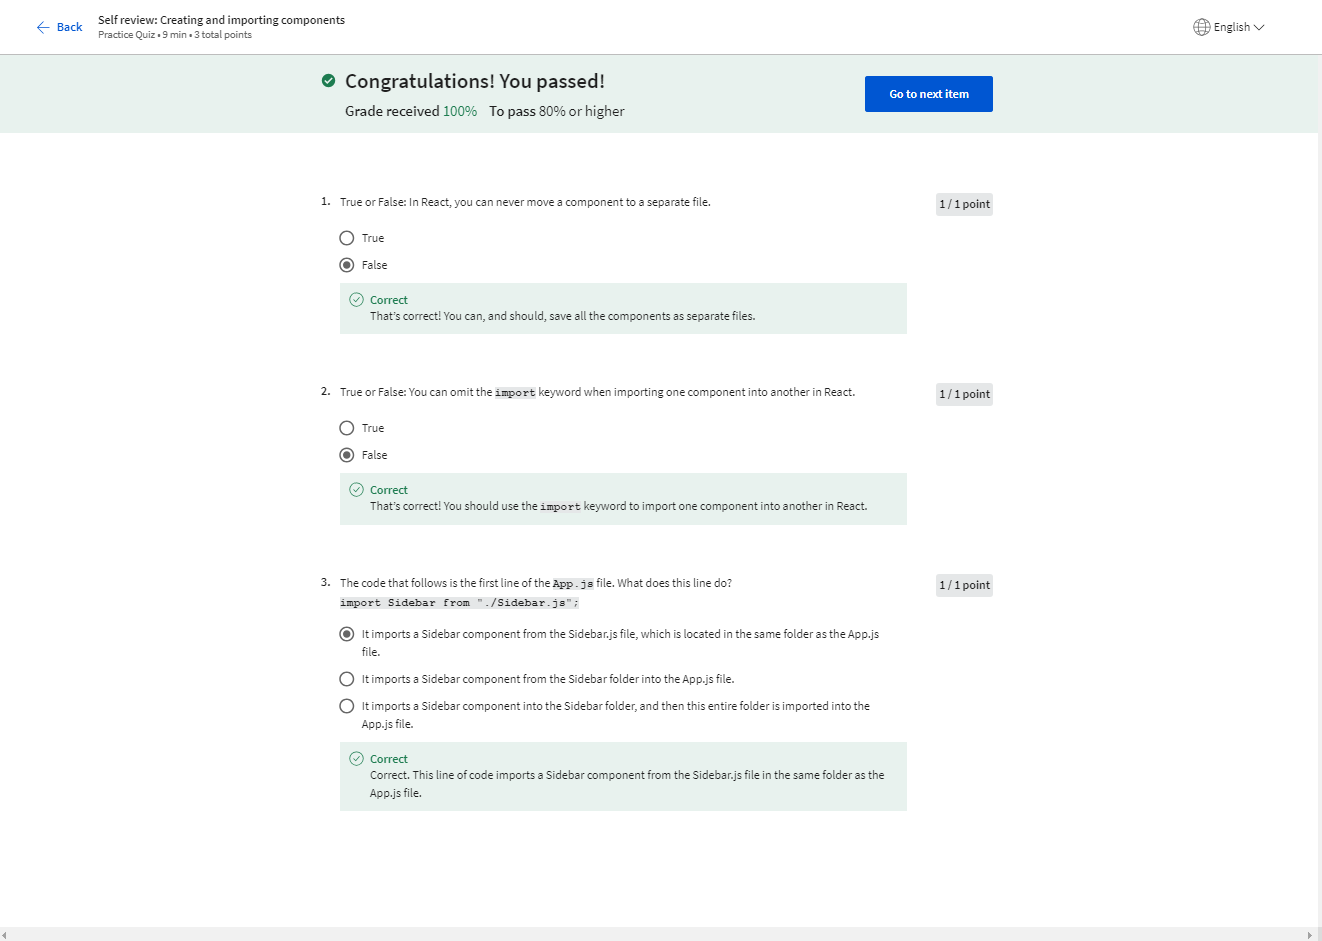 Back
Self review: Creating and importing components
Practice Quiz • 9 min • 3 total points
English
Congratulations! You passed!
Grade received 100% To pass 80% or higher
Go to next item
1. True or False: In React, you can never move a component to a separate file.
1 / 1 point
True
False
Correct
That's correct! You can, and should, save all the components as separate files.
2. True or False: You can omit the import keyword when importing one component into another in React.
1 / 1 point
True
False
Correct
That's correct! You should use the import keyword to import one component into another in React.
3. The code that follows is the first line of the App.js file. What does this line do?
1 / 1 point
import Sidebar from "./Sidebar.js";
It imports a Sidebar component from the Sidebar.js file, which is located in the same folder as the App.js
file.
It imports a Sidebar component from the Sidebar folder into the App.js file.
It imports a Sidebar component into the Sidebar folder, and then this entire folder is imported into the
App.js file.
Correct
Correct. This line of code imports a Sidebar component from the Sidebar.js file in the same folder as the
App.js file.